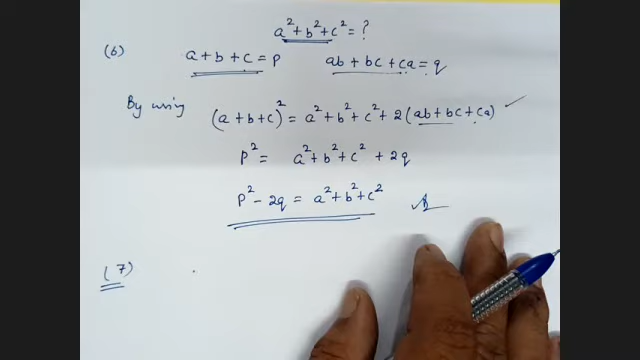 a² + b² + c² = ?
(6) a + b + c = p ab + bc + ca = q
By using (a + b + c)² = a² + b² + c² + 2(ab + bc + ca) ✓
p² = a² + b² + c² + 2q
p² - 2q = a² + b² + c²
(7)